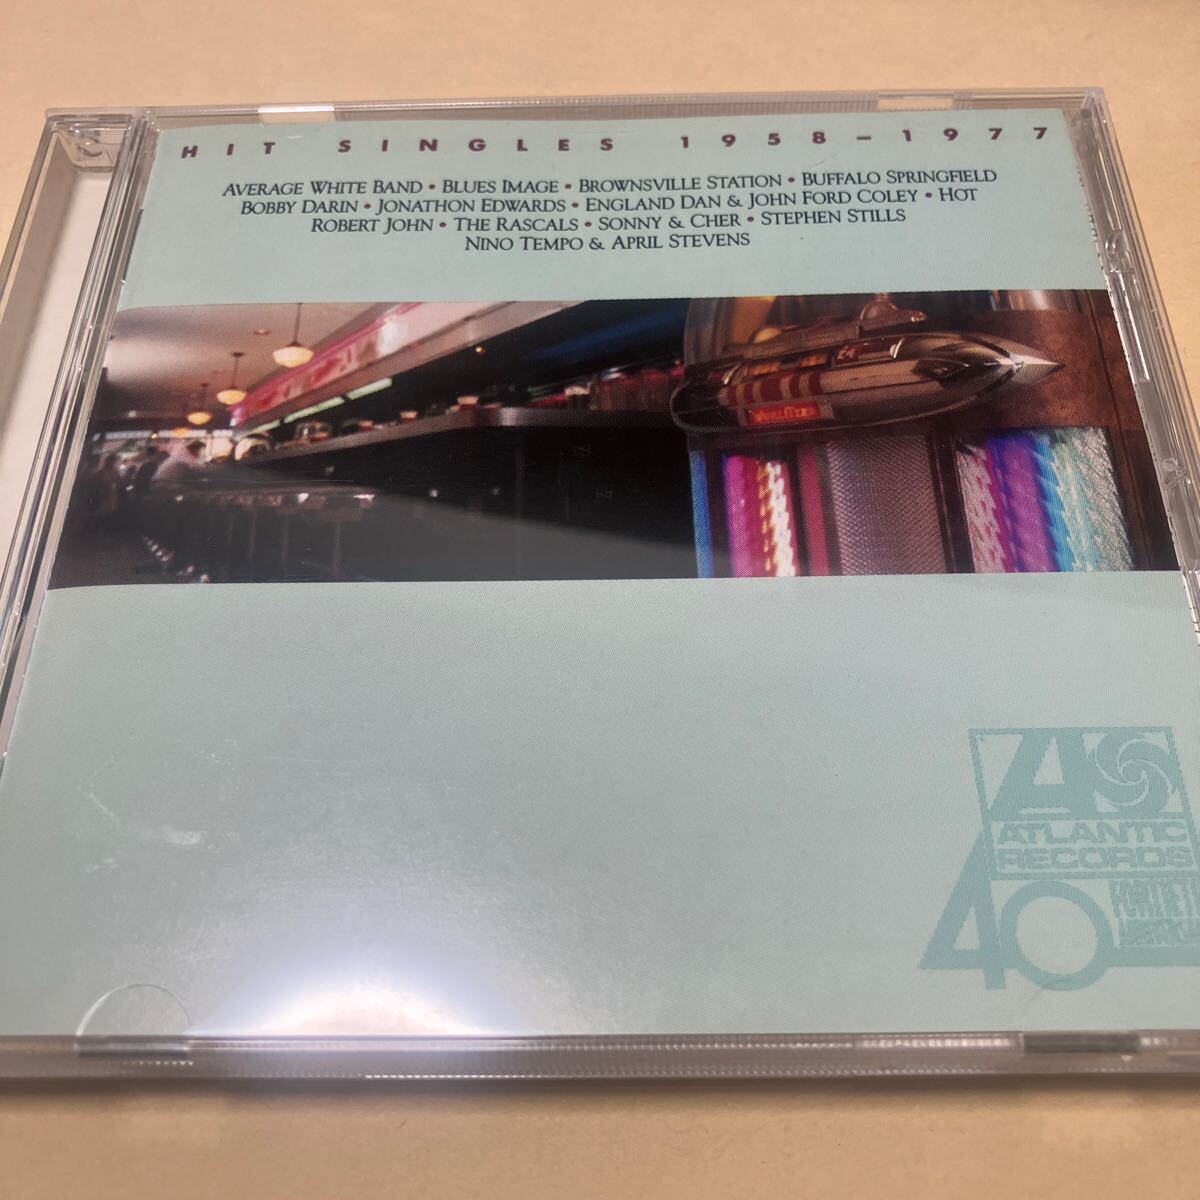 HIT SINGLES 1958-1977
AVERAGE WHITE BAND • BLUES IMAGE • BROWNSVILLE STATION • BUFFALO SPRINGFIELD
BOBBY DARIN • JONATHON EDWARDS • ENGLAND DAN & JOHN FORD COLEY • HOT
ROBERT JOHN • THE RASCALS • SONNY & CHER • STEPHEN STILLS
NINO TEMPO & APRIL STEVENS
WURLITZER
ATLANTIC
RECORDS
40